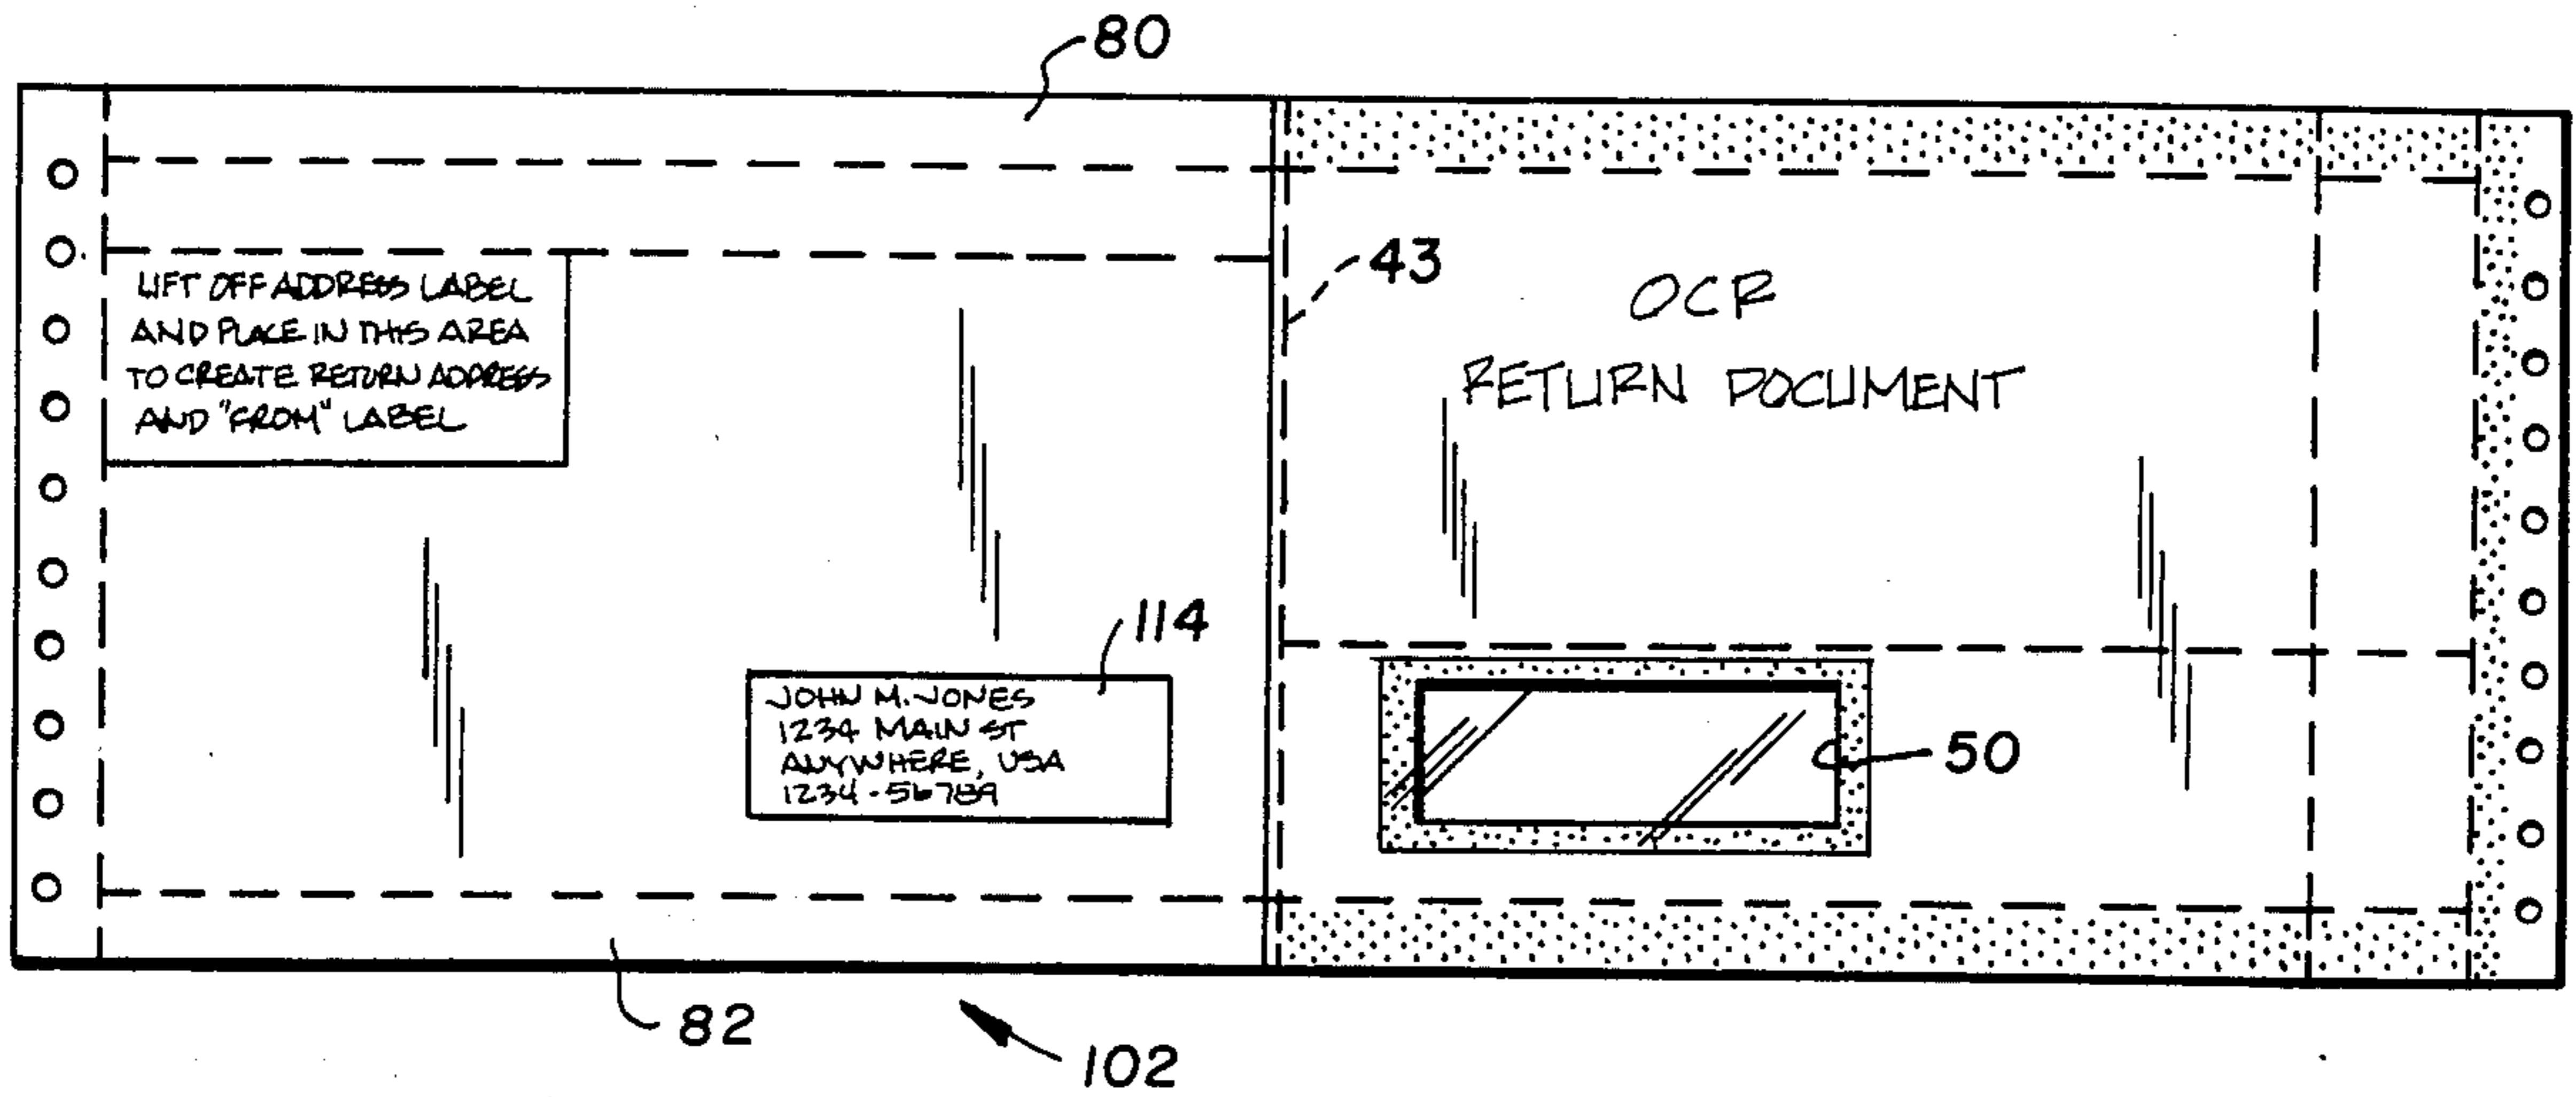 80
LIFT OFF ADDRESS LABEL
AND PLACE IN THIS AREA
TO CREATE RETURN ADDRESS
AND "FROM" LABEL
43
OCR
RETURN DOCUMENT
114
JOHN M. JONES
1234 MAIN ST
ANYWHERE, USA
1234-56789
50
82
102